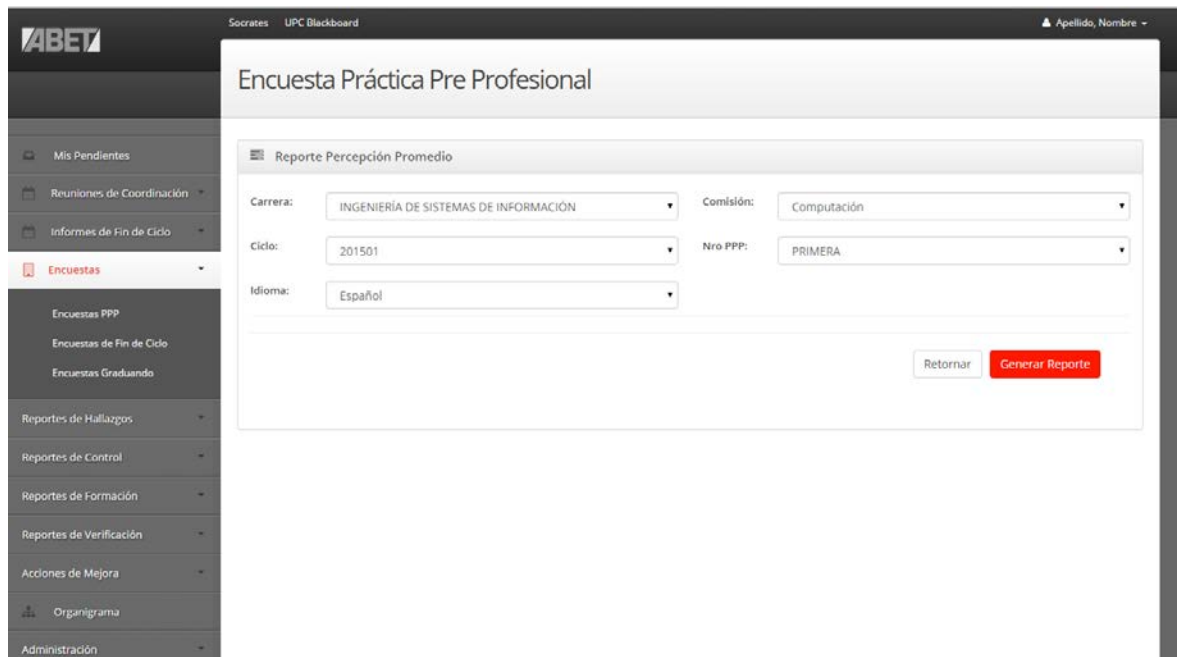 ABET
Socrates UPC Blackboard
Apellido, Nombre
Encuesta Práctica Pre Profesional
Mis Pendientes
Reuniones de Coordinación
Informes de Fin de Ciclo
Encuestas
Encuestas PPP
Encuestas de Fin de Ciclo
Encuestas Graduando
Reportes de Hallazgos
Reportes de Control
Reportes de Formación
Reportes de Verificación
Acciones de Mejora
Organigrama
Administración
Reporte Percepción Promedio
Carrera: INGENIERÍA DE SISTEMAS DE INFORMACIÓN
Comisión: Computación
Ciclo: 201501
Nro PPP: PRIMERA
Idioma: Español
Retornar Generar Reporte